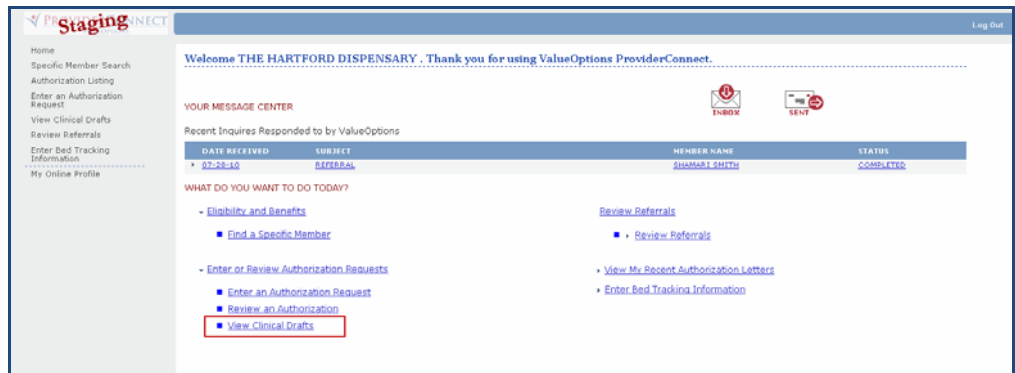 PROVIDERCONNECT
Staging
Log Out
Home
Specific Member Search
Authorization Listing
Enter an Authorization
Request
View Clinical Drafts
Review Referrals
Enter Bed Tracking
Information
My Online Profile
Welcome THE HARTFORD DISPENSARY . Thank you for using ValueOptions ProviderConnect.
YOUR MESSAGE CENTER
INBOX
SENT
Recent Inquires Responded to by ValueOptions
DATE RECEIVED SUBJECT MEMBER NAME STATUS
07-28-10 REFERRAL SHAMARI SMITH COMPLETED
WHAT DO YOU WANT TO DO TODAY?
Eligibility and Benefits
Find a Specific Member
Review Referrals
Review Referrals
Enter or Review Authorization Requests
Enter an Authorization Request
Review an Authorization
View Clinical Drafts
View My Recent Authorization Letters
Enter Bed Tracking Information